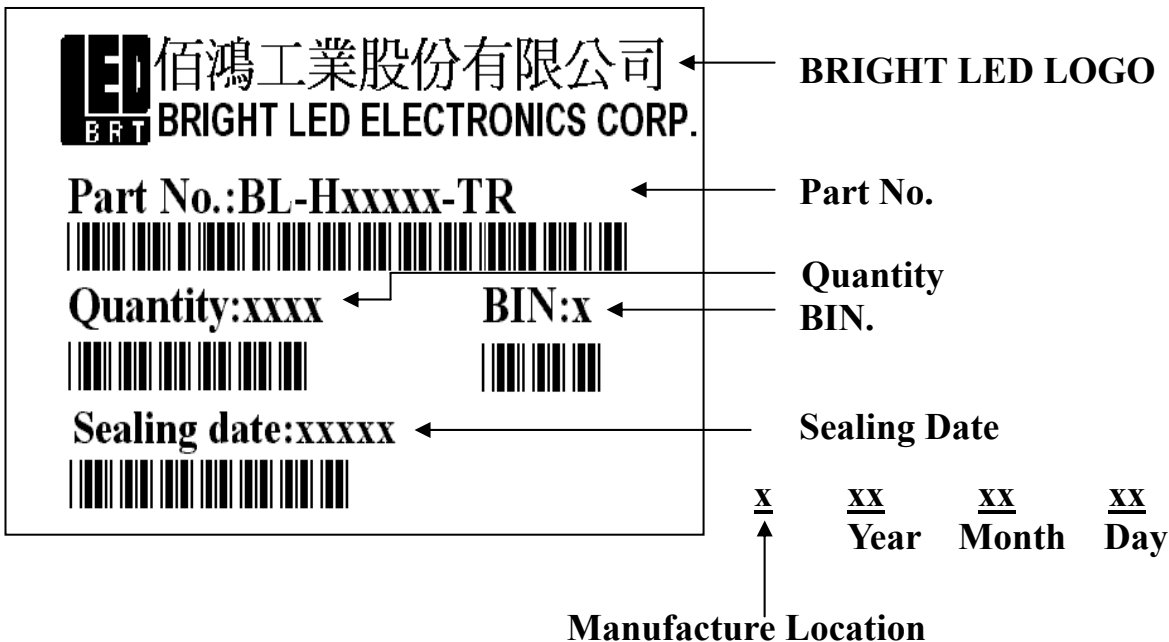 LED BRT
佰鴻工業股份有限公司
BRIGHT LED LOGO
BRIGHT LED ELECTRONICS CORP.
Part No.:BL-Hxxxxx-TR
Part No.
Quantity:xxxx
BIN:x
Quantity
BIN.
Sealing date:xxxxx
Sealing Date
x xx xx xx
Year Month Day
Manufacture Location